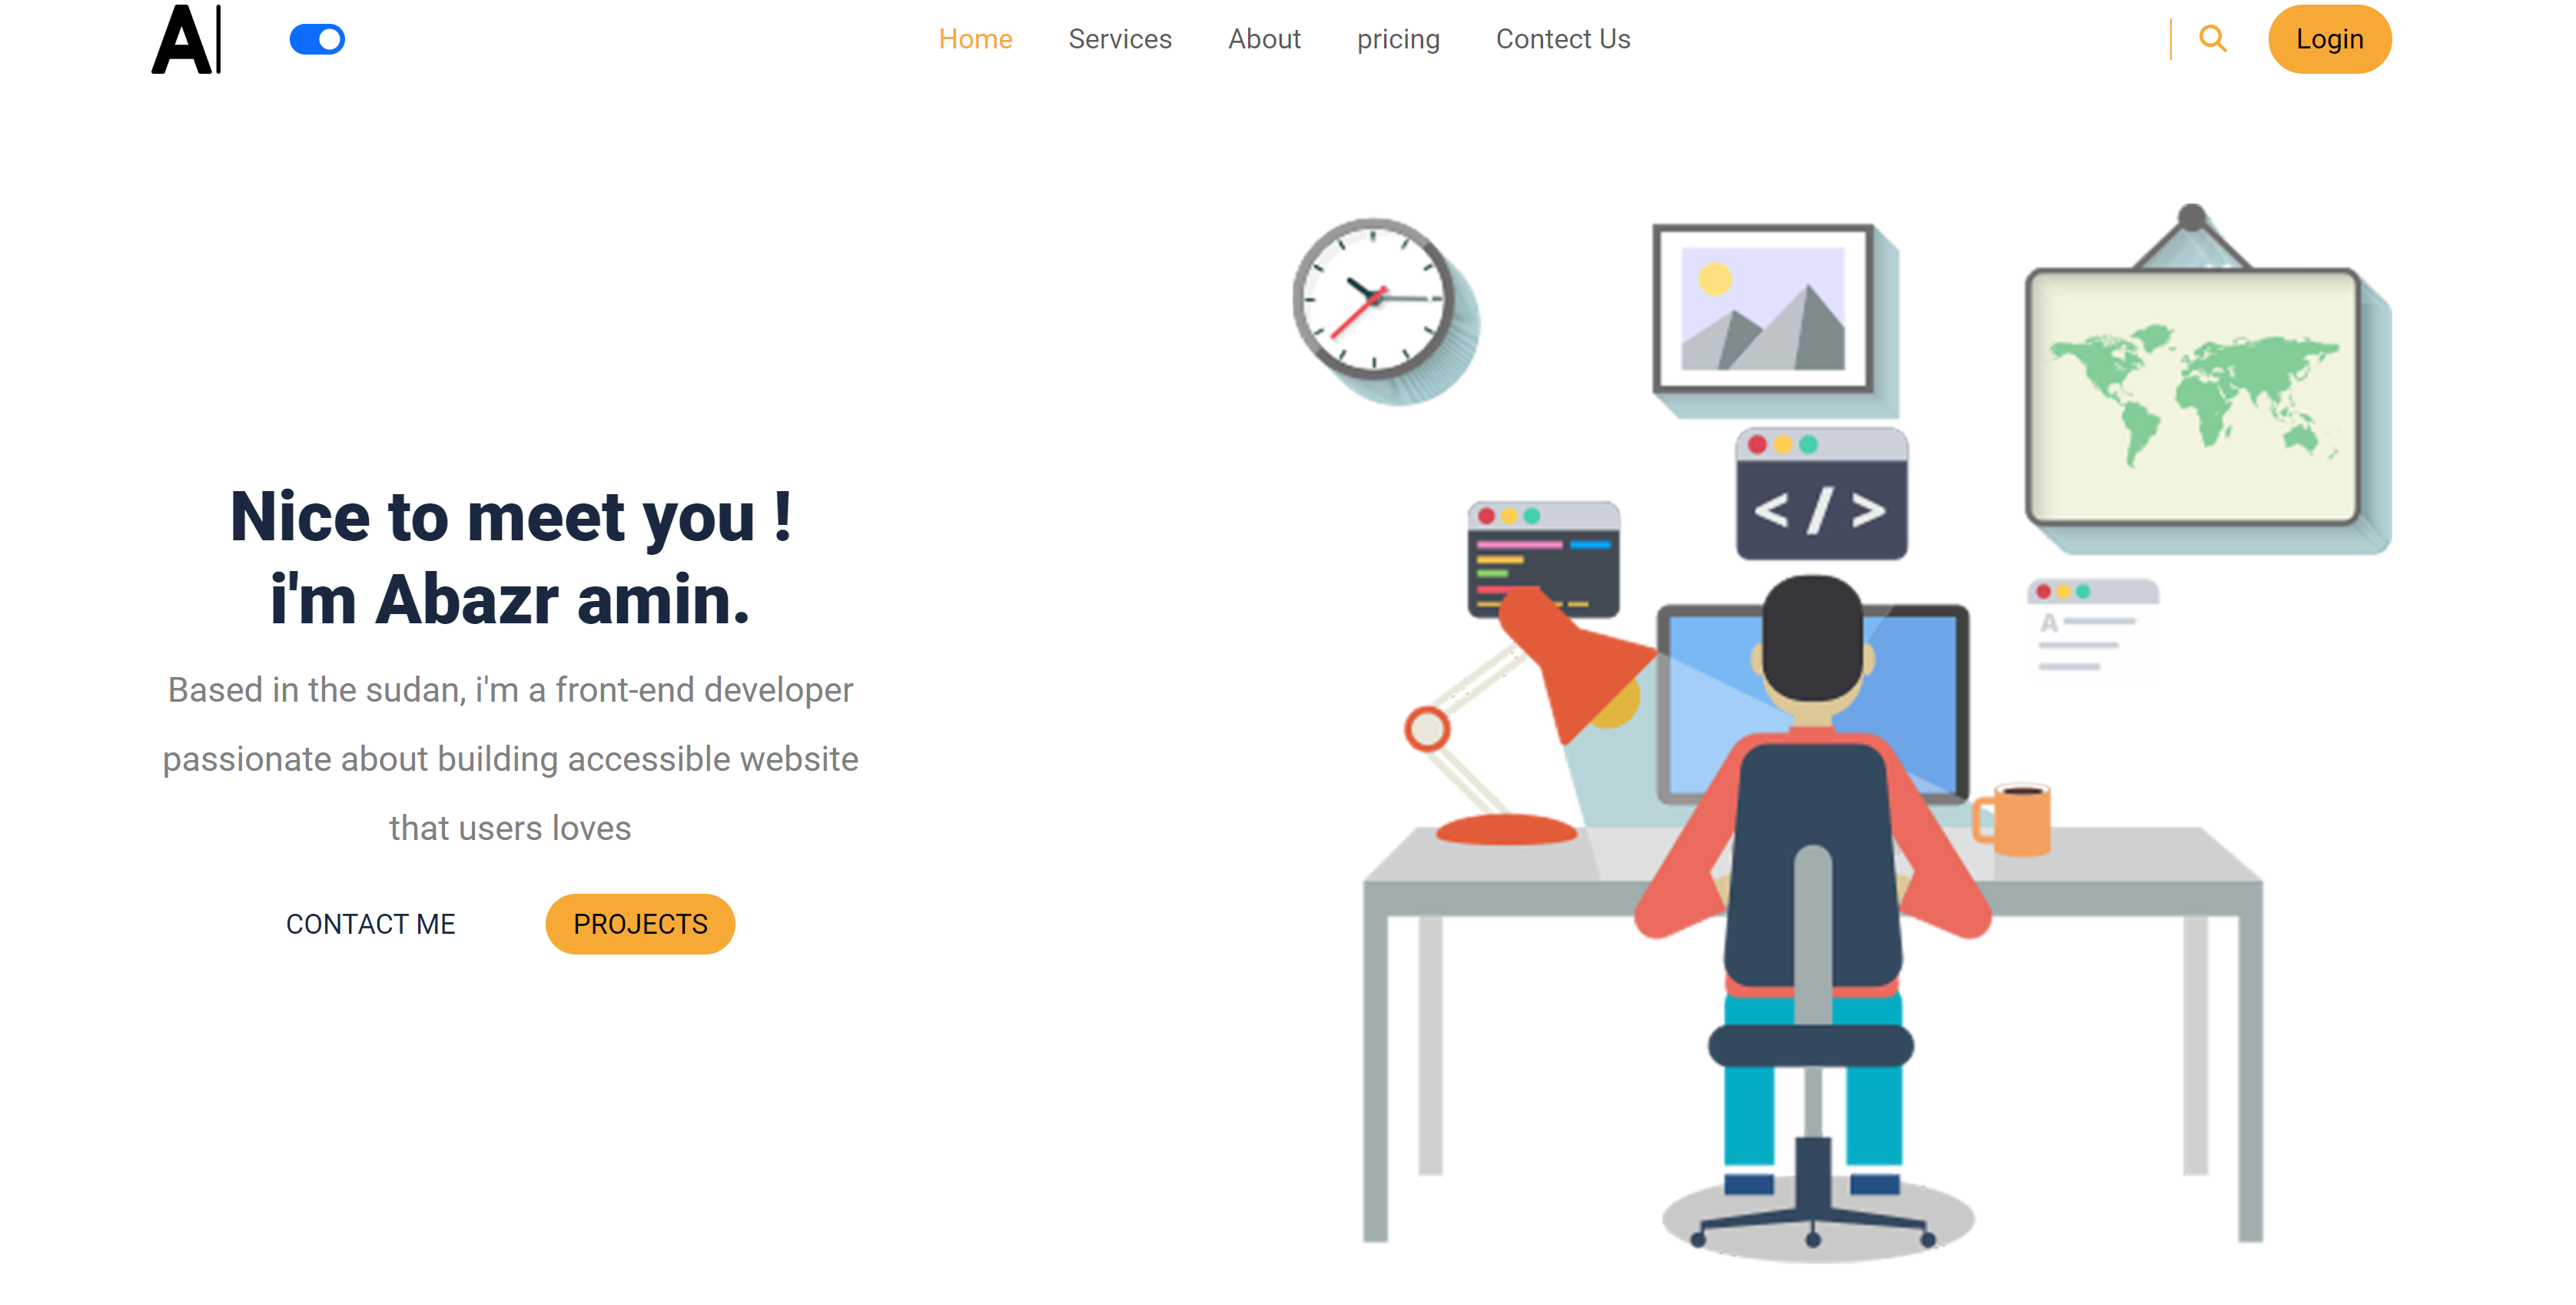 A|
Home Services About pricing Contect Us Login
Nice to meet you !
i'm Abazr amin.
Based in the sudan, i'm a front-end developer
passionate about building accessible website
that users loves
CONTACT ME PROJECTS
</>
A